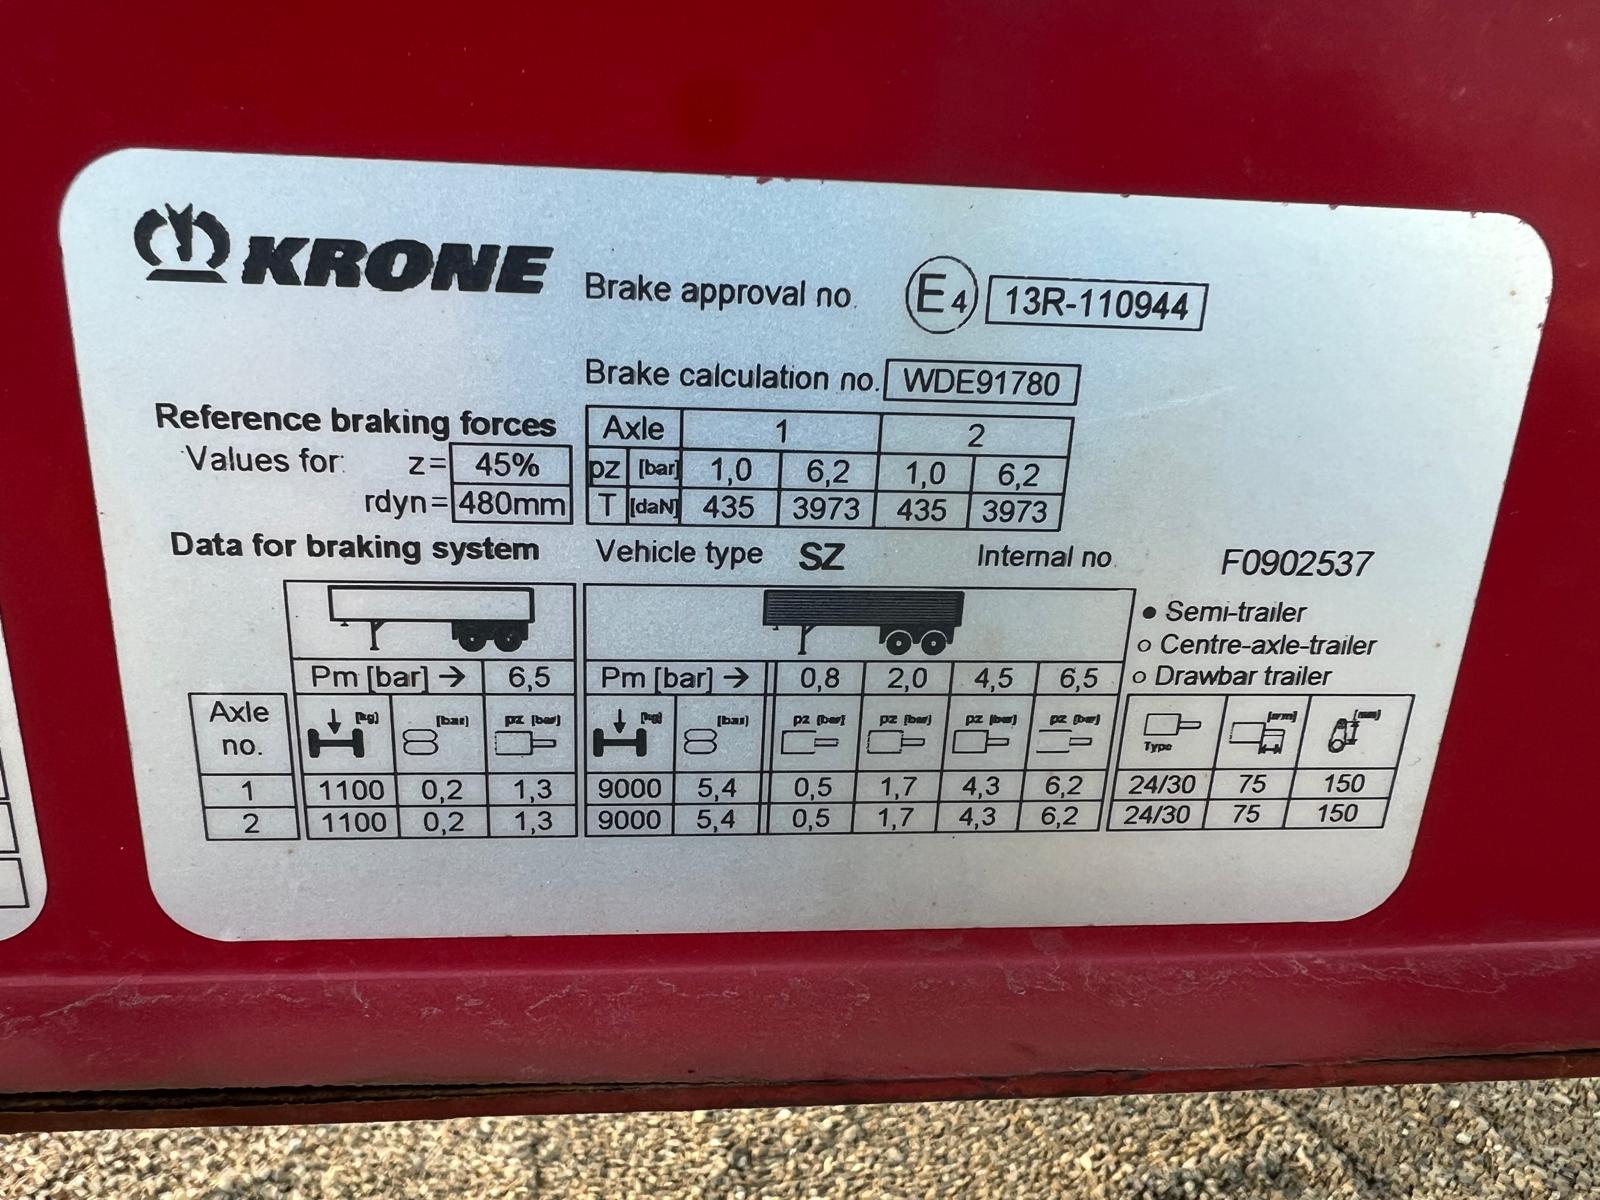 KRONE Brake approval no. E4 13R-110944
Brake calculation no. WDE91780
Reference braking forces Axle 1 2
Values for: z= 45% pz [bar] 1,0 6,2 1,0 6,2
rdyn= 480mm T [daN] 435 3973 435 3973
Data for braking system Vehicle type SZ Internal no. F0902537
● Semi-trailer
○ Centre-axle-trailer
○ Drawbar trailer
Pm [bar] → 6,5 Pm [bar] → 0,8 2,0 4,5 6,5
Axle no. [kg] [bar] pz [bar] [kg] [bar] pz [bar] pz [bar] pz [bar] pz [bar] Type [mm] [mm]
1 1100 0,2 1,3 9000 5,4 0,5 1,7 4,3 6,2 24/30 75 150
2 1100 0,2 1,3 9000 5,4 0,5 1,7 4,3 6,2 24/30 75 150